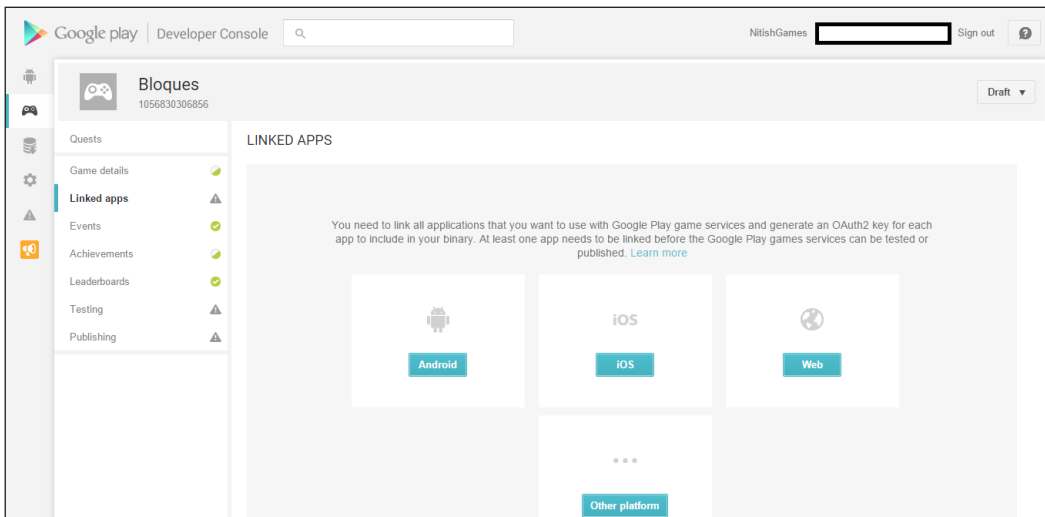 Google play Developer Console
NitishGames Sign out
Bloques
1056830306856
Draft
Quests
Game details
Linked apps
Events
Achievements
Leaderboards
Testing
Publishing
LINKED APPS
You need to link all applications that you want to use with Google Play game services and generate an OAuth2 key for each
app to include in your binary. At least one app needs to be linked before the Google Play games services can be tested or
published. Learn more
Android
iOS
iOS
Web
Other platform